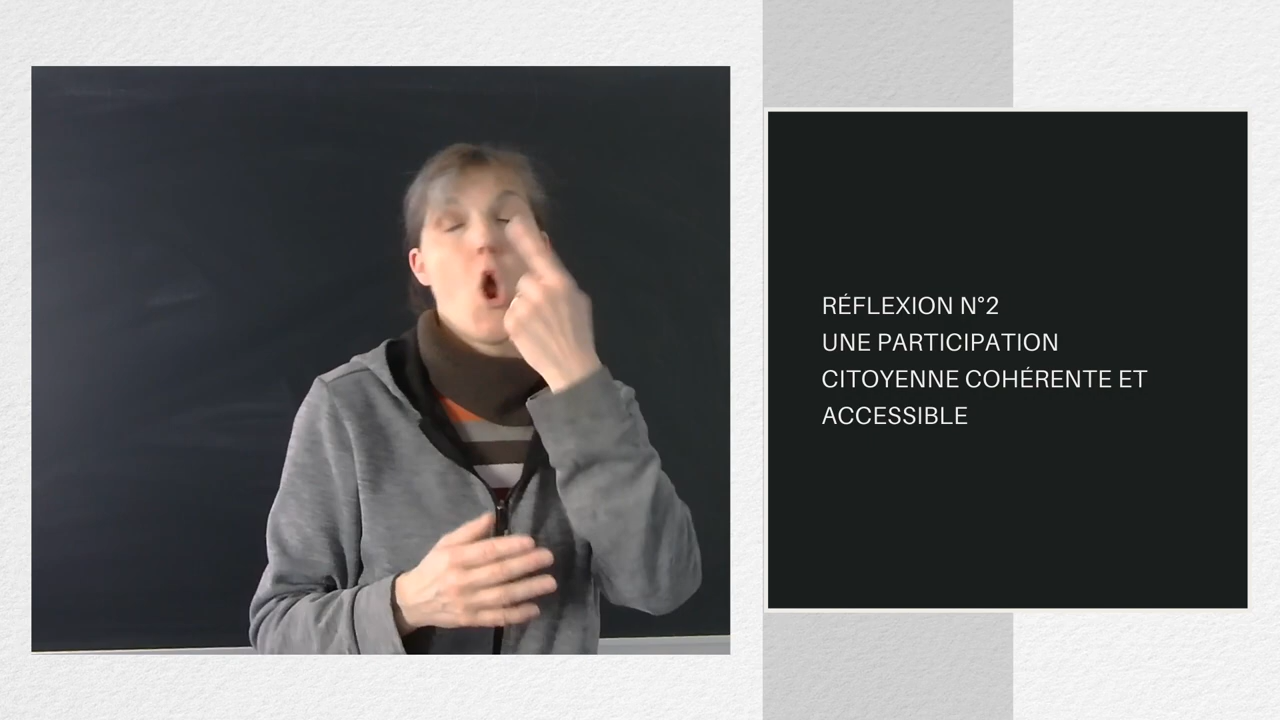 RÉFLEXION N°2
UNE PARTICIPATION
CITOYENNE COHÉRENTE ET
ACCESSIBLE